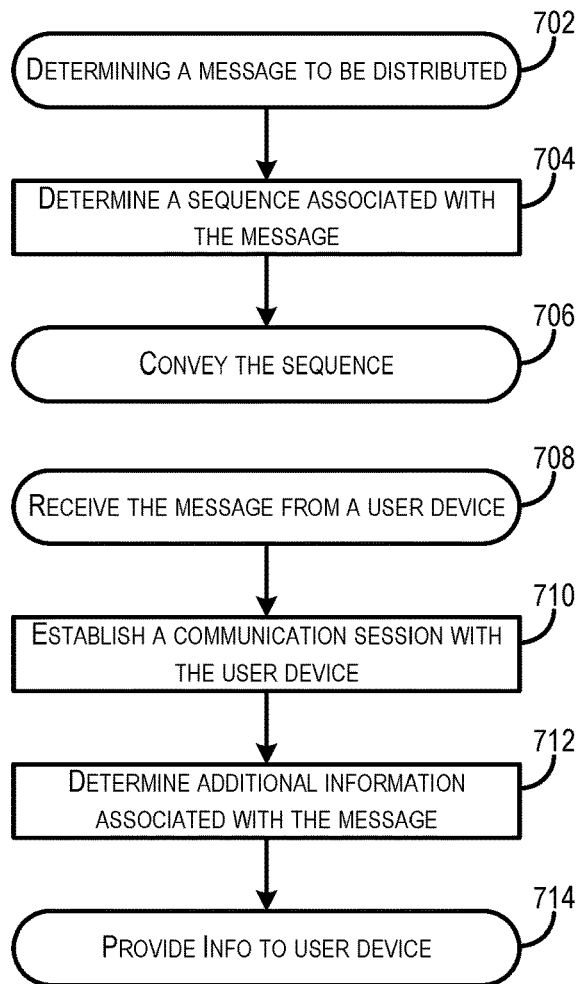 702
DETERMINING A MESSAGE TO BE DISTRIBUTED
704
DETERMINE A SEQUENCE ASSOCIATED WITH
THE MESSAGE
706
CONVEY THE SEQUENCE
708
RECEIVE THE MESSAGE FROM A USER DEVICE
710
ESTABLISH A COMMUNICATION SESSION WITH
THE USER DEVICE
712
DETERMINE ADDITIONAL INFORMATION
ASSOCIATED WITH THE MESSAGE
714
PROVIDE INFO TO USER DEVICE